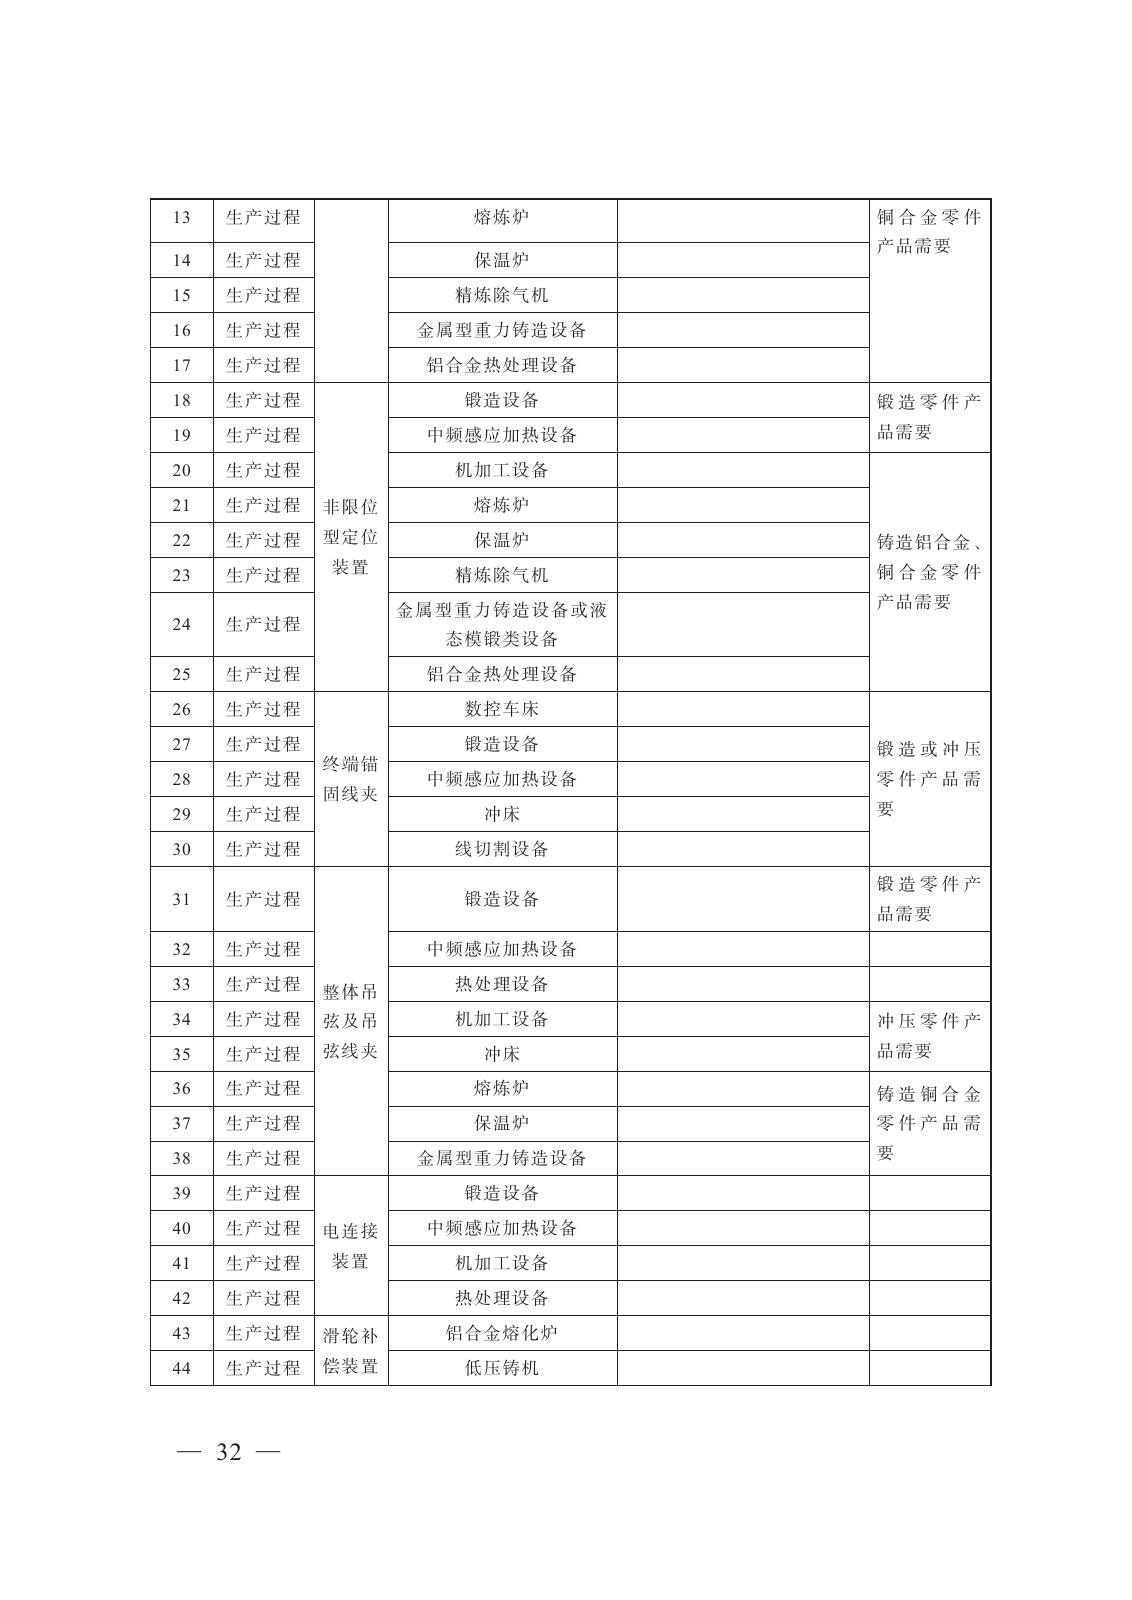 13 生产过程 熔炼炉 铜合金零件
产品需要
14 生产过程 保温炉
15 生产过程 精炼除气机
16 生产过程 金属型重力铸造设备
17 生产过程 铝合金热处理设备
18 生产过程 非限位
型定位
装置 锻造设备 锻造零件产
品需要
19 生产过程 中频感应加热设备
20 生产过程 机加工设备 铸造铝合金、
铜合金零件
产品需要
21 生产过程 熔炼炉
22 生产过程 保温炉
23 生产过程 精炼除气机
24 生产过程 金属型重力铸造设备或液
态模锻类设备
25 生产过程 铝合金热处理设备
26 生产过程 终端锚
固线夹 数控车床 锻造或冲压
零件产品需
要
27 生产过程 锻造设备
28 生产过程 中频感应加热设备
29 生产过程 冲床
30 生产过程 线切割设备
31 生产过程 整体吊
弦及吊
弦线夹 锻造设备 锻造零件产
品需要
32 生产过程 中频感应加热设备
33 生产过程 热处理设备
34 生产过程 机加工设备 冲压零件产
品需要
35 生产过程 冲床
36 生产过程 熔炼炉 铸造铜合金
零件产品需
要
37 生产过程 保温炉
38 生产过程 金属型重力铸造设备
39 生产过程 电连接
装置 锻造设备
40 生产过程 中频感应加热设备
41 生产过程 机加工设备
42 生产过程 热处理设备
43 生产过程 滑轮补
偿装置 铝合金熔化炉
44 生产过程 低压铸机
— 32 —